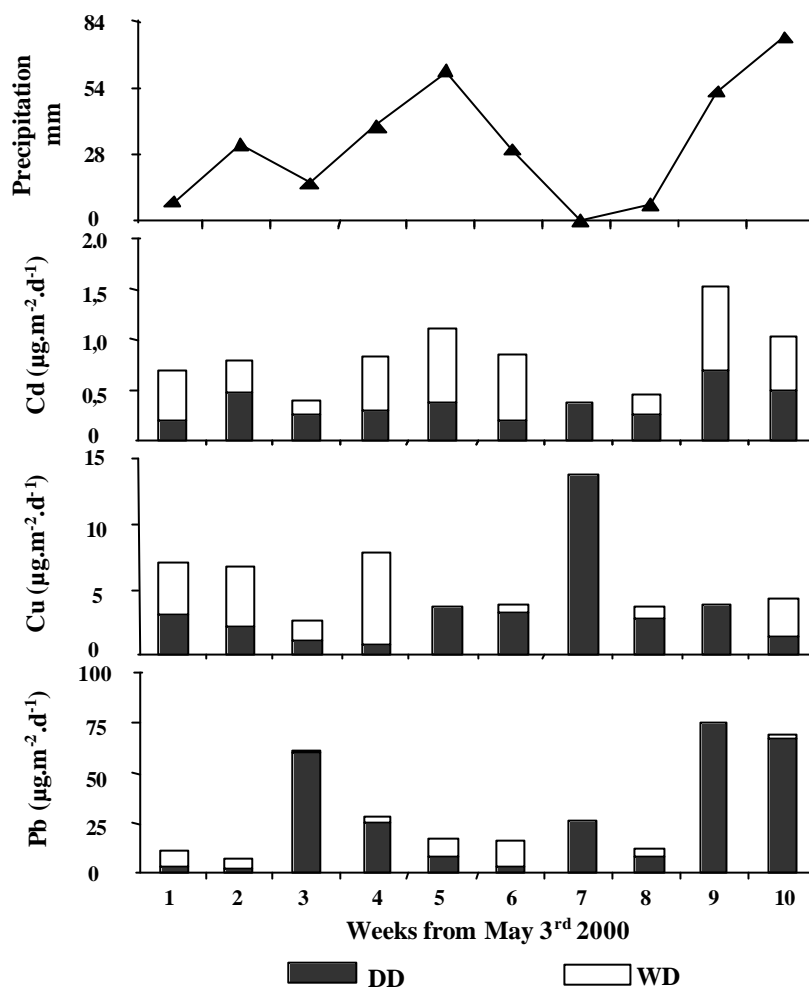 84
54
28
0
Precipitation
mm
2,0
1,5
1,0
0,5
0
Cd (µg.m-2.d-1)
15
10
5
0
Cu (µg.m-2.d-1)
100
75
50
25
0
Pb (µg.m-2.d-1)
1 2 3 4 5 6 7 8 9 10
Weeks from May 3rd 2000
DD WD